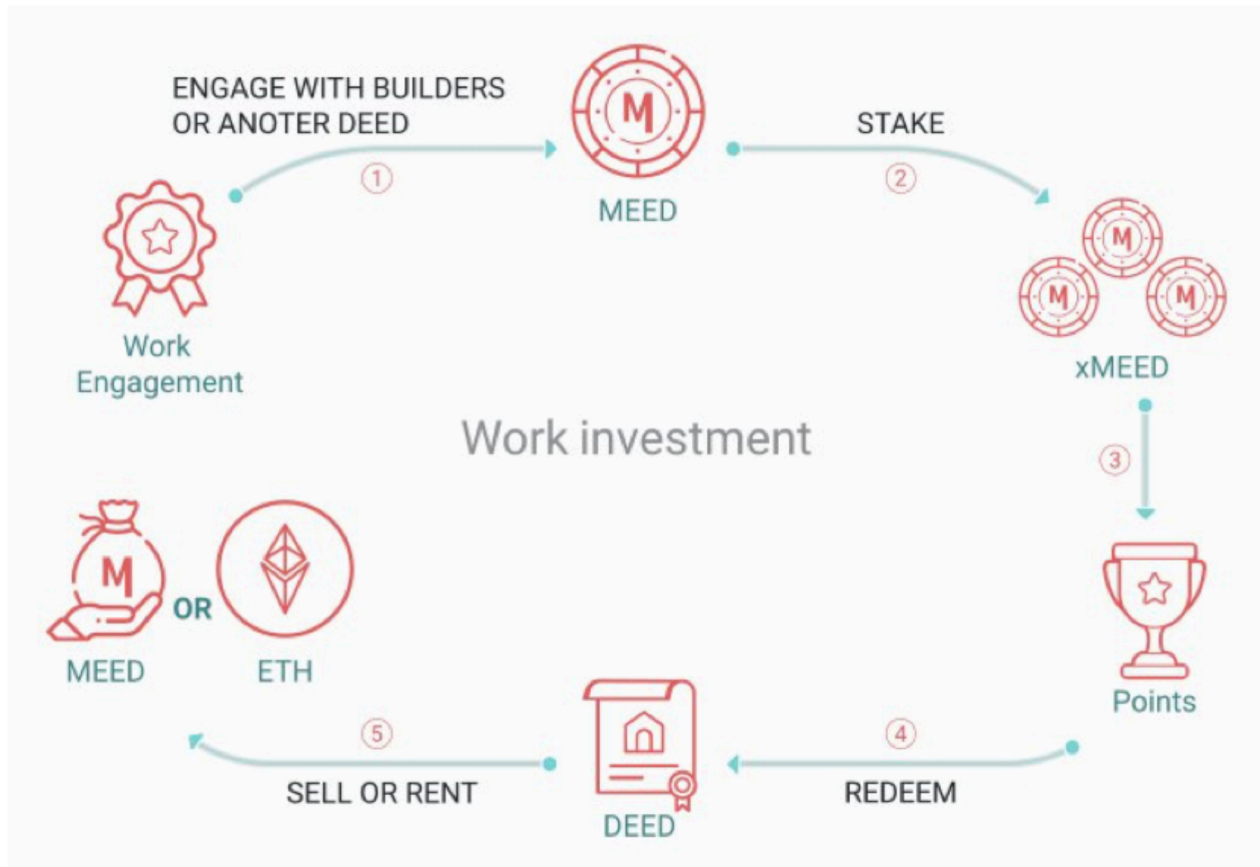 ENGAGE WITH BUILDERS
OR ANOTER DEED
1
M
MEED
STAKE
2
M
M
M
xMEED
Work
Engagement
Work investment
3
M
OR
MEED
ETH
Points
5
SELL OR RENT
DEED
4
REDEEM